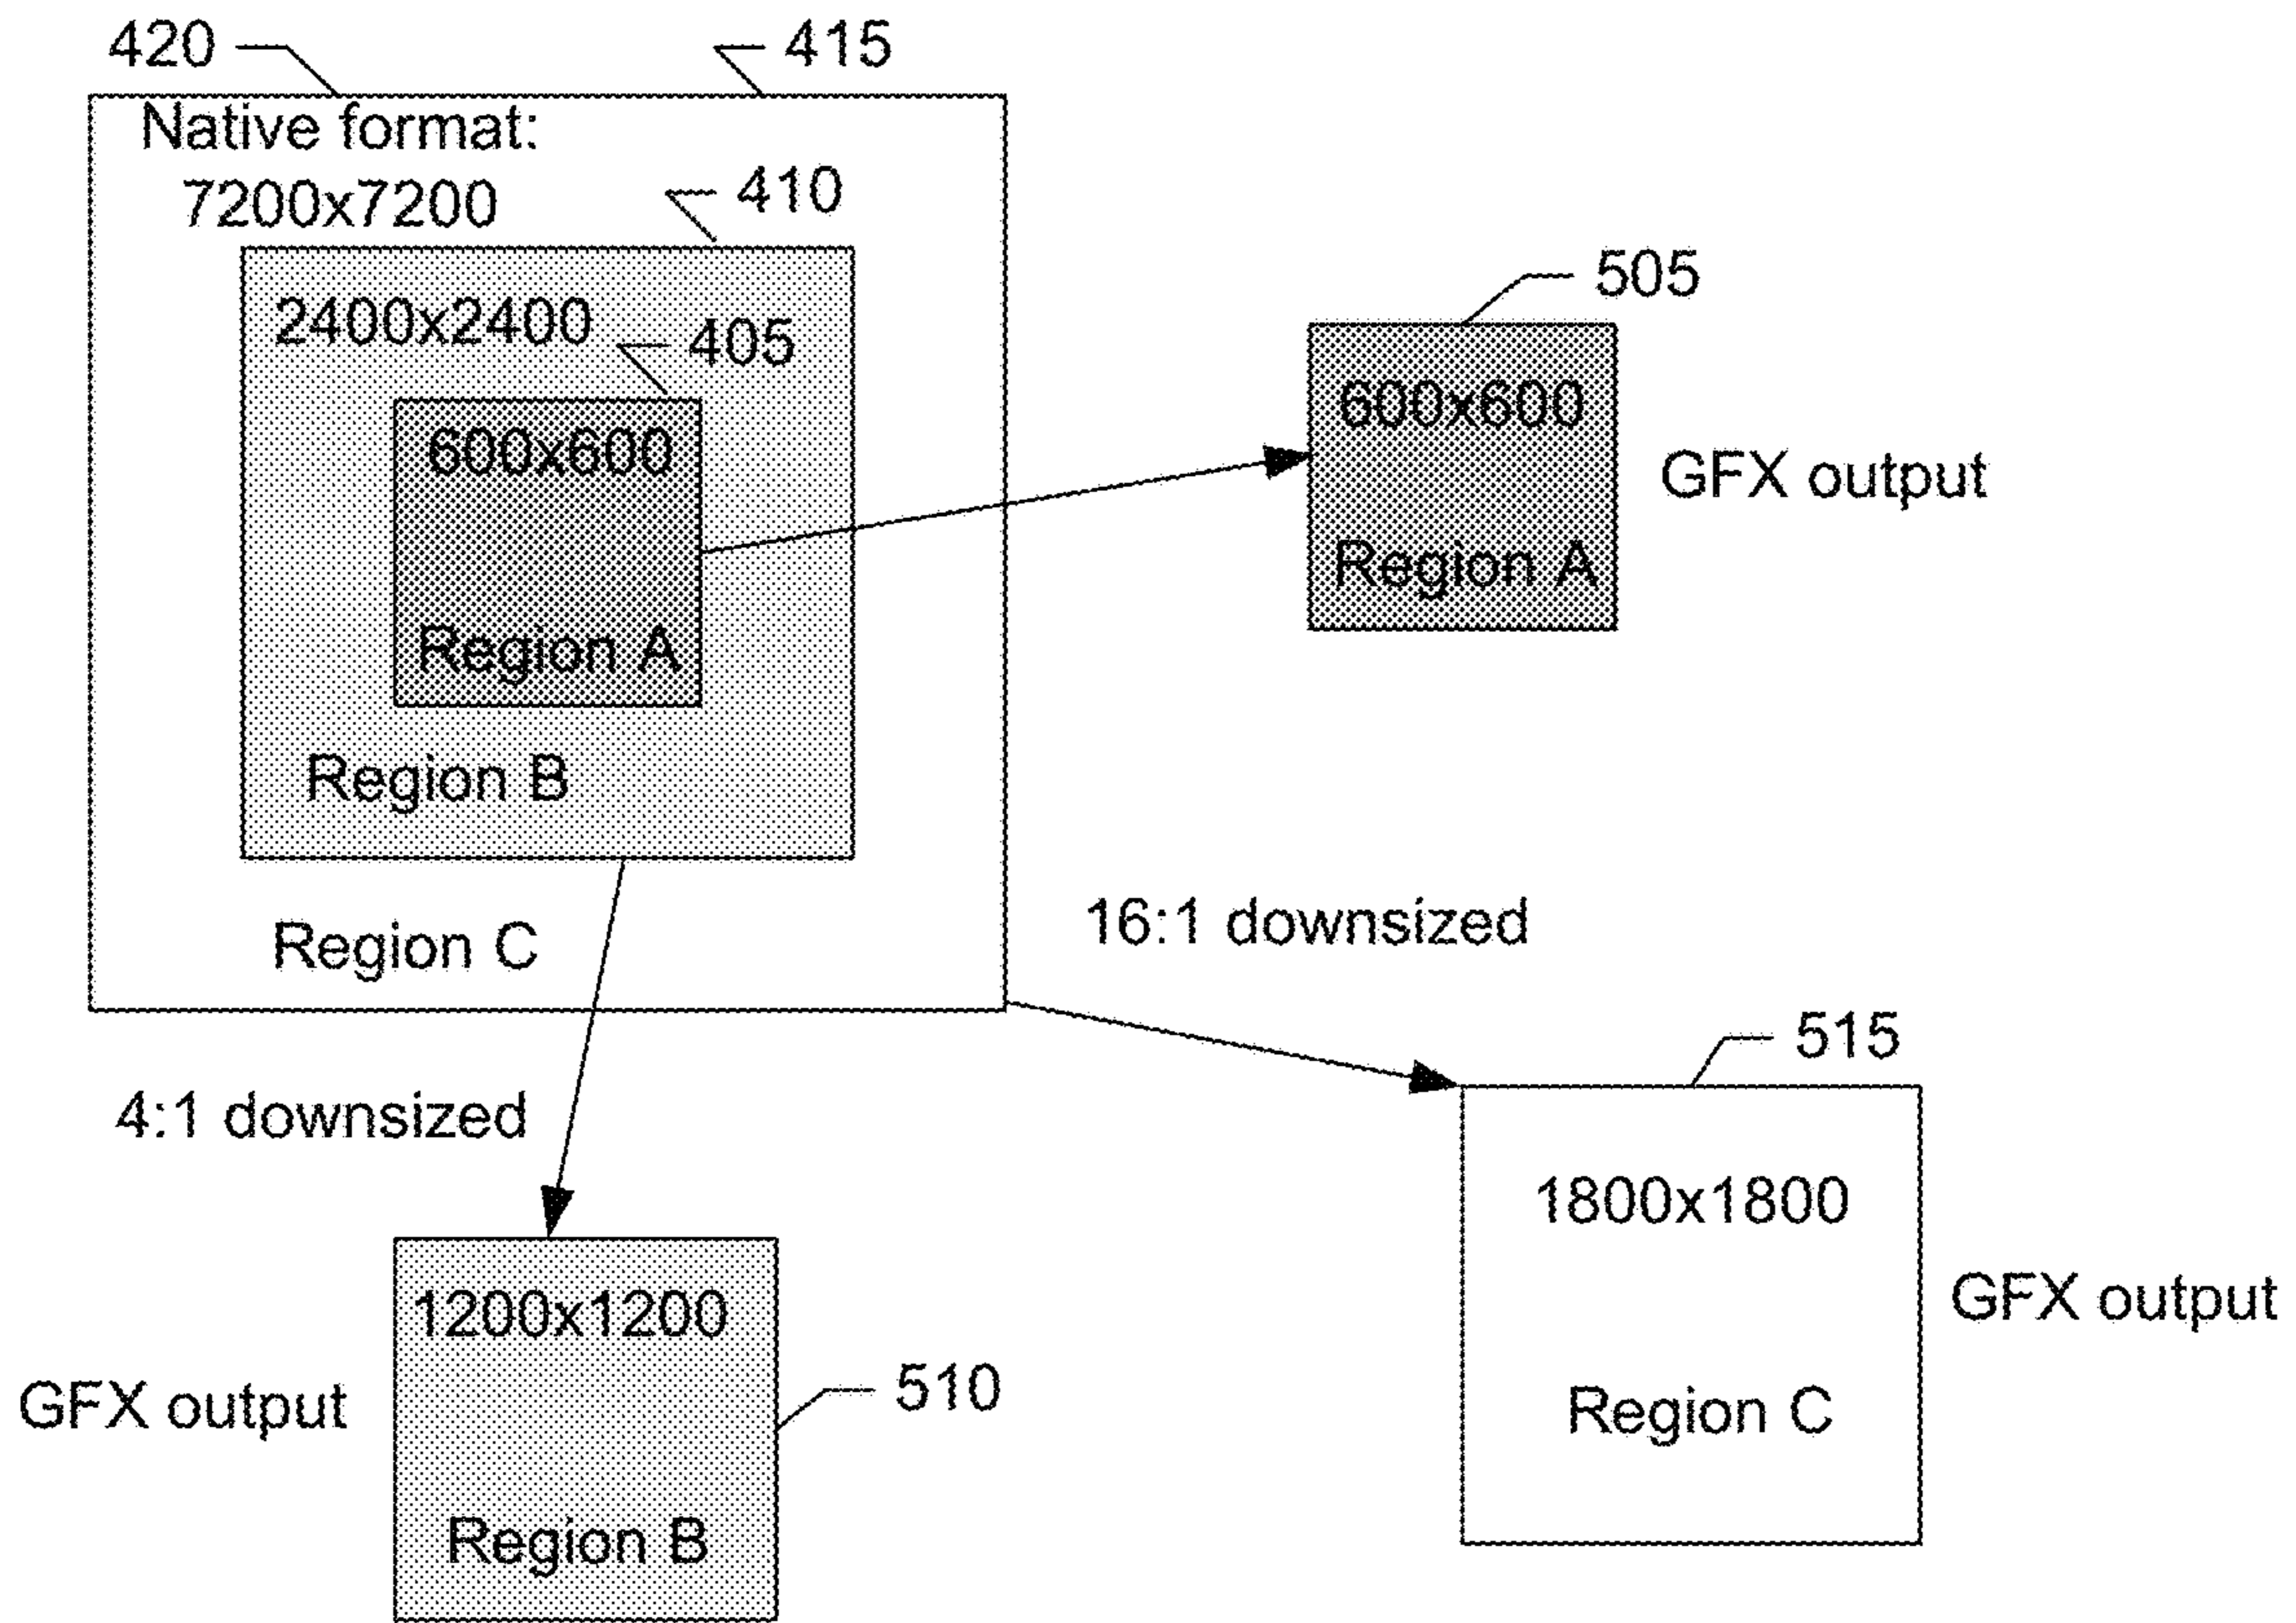 420
415
Native format:
7200x7200
410
2400x2400
405
600x600
Region A
Region B
Region C
505
600x600
Region A
GFX output
16:1 downsized
4:1 downsized
515
1800x1800
Region C
GFX output
1200x1200
510
GFX output
Region B